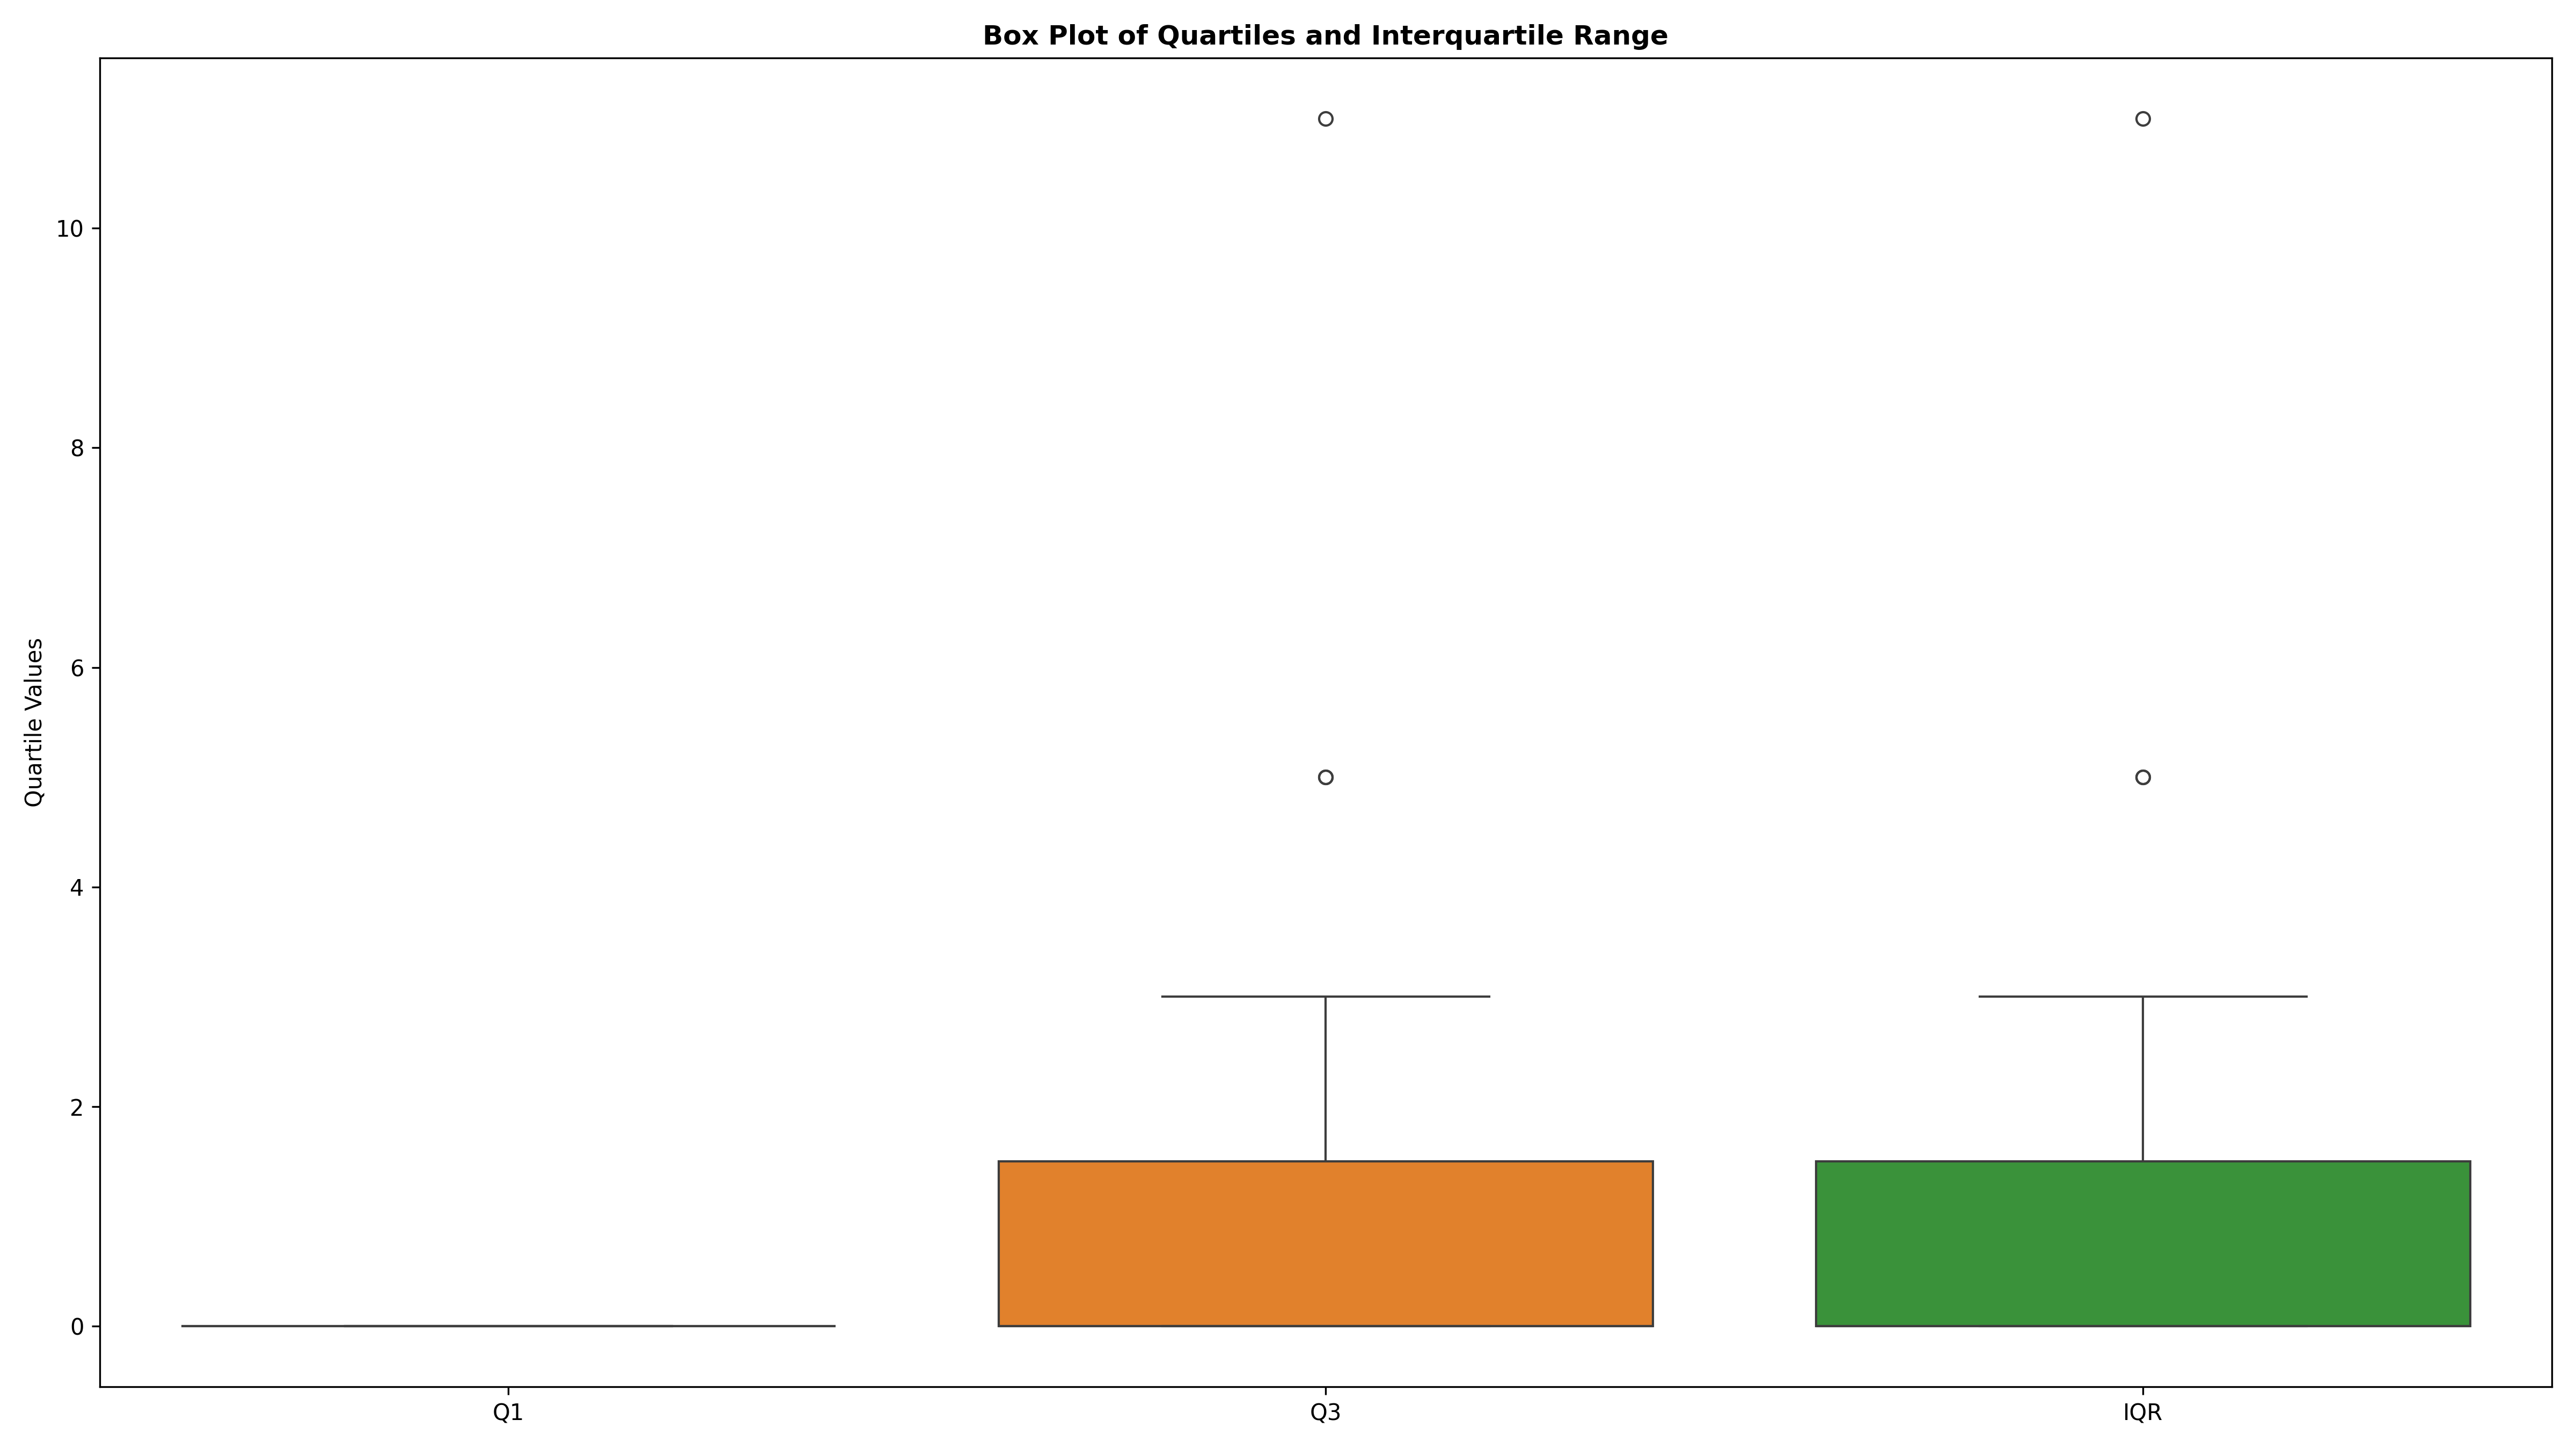 Box Plot of Quartiles and Interquartile Range
Quartile Values
10
8
6
4
2
0
Q1 Q3 IQR